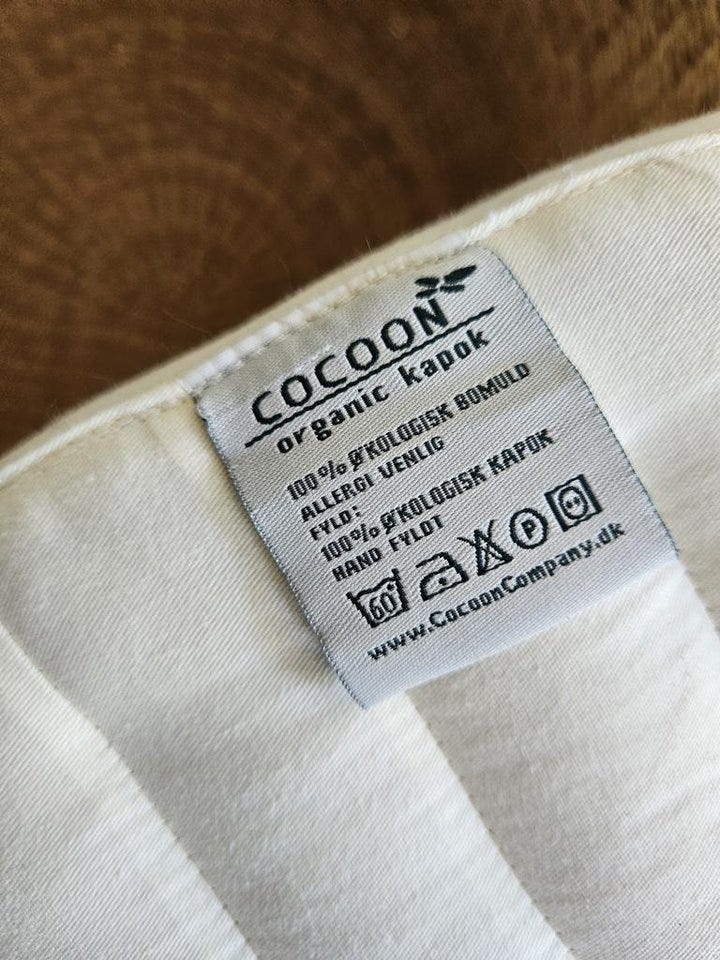 COCOON
organic kapok
100% ØKOLOGISK BOMULD
ALLERGI VENLIG
FYLD:
100% ØKOLOGISK KAPOK
HAND FYLDT
60° P
www.CocoonCompany.dk